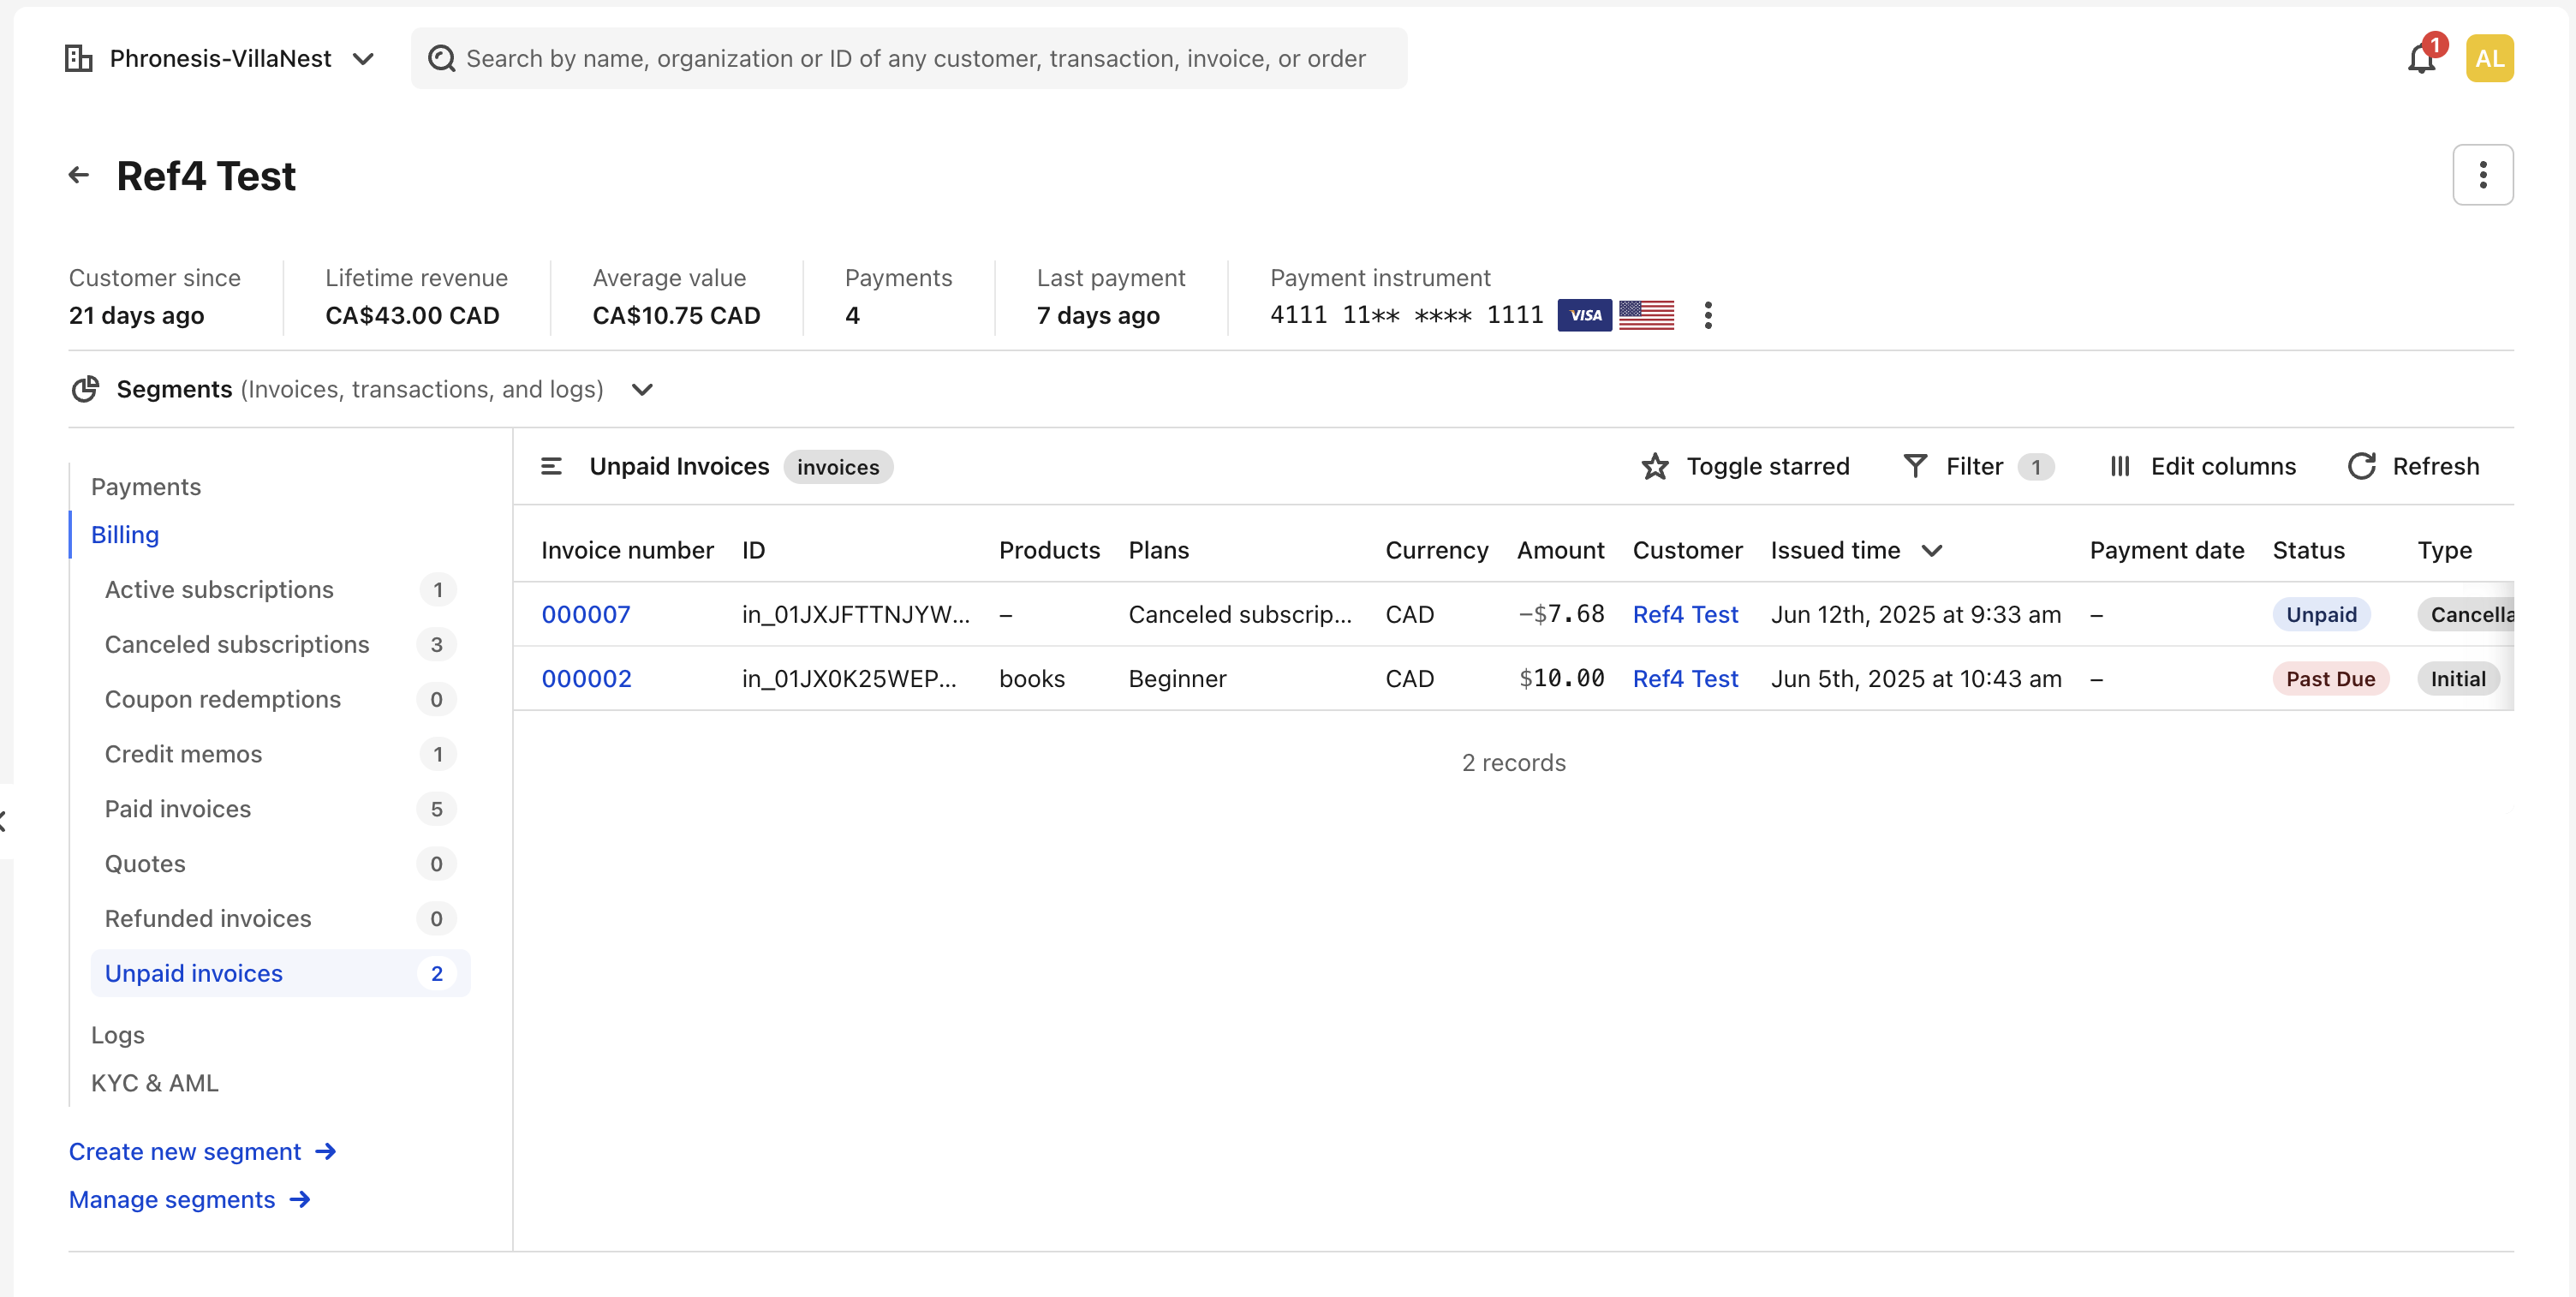 Phronesis-VillaNest
Search by name, organization or ID of any customer, transaction, invoice, or order
1
AL
Ref4 Test
Customer since
21 days ago
Lifetime revenue
CA$43.00 CAD
Average value
CA$10.75 CAD
Payments
4
Last payment
7 days ago
Payment instrument
4111 11** **** 1111 VISA
Segments (Invoices, transactions, and logs)
Payments
Billing
Active subscriptions 1
Canceled subscriptions 3
Coupon redemptions 0
Credit memos 1
Paid invoices 5
Quotes 0
Refunded invoices 0
Unpaid invoices 2
Logs
KYC & AML
Create new segment
Manage segments
Unpaid Invoices invoices
Toggle starred
Filter 1
Edit columns
Refresh
Invoice number ID Products Plans Currency Amount Customer Issued time Payment date Status Type
000007 in_01JXJFTTNJYW... – Canceled subscrip... CAD –$7.68 Ref4 Test Jun 12th, 2025 at 9:33 am – Unpaid Cancella
000002 in_01JX0K25WEP... books Beginner CAD $10.00 Ref4 Test Jun 5th, 2025 at 10:43 am – Past Due Initial
2 records